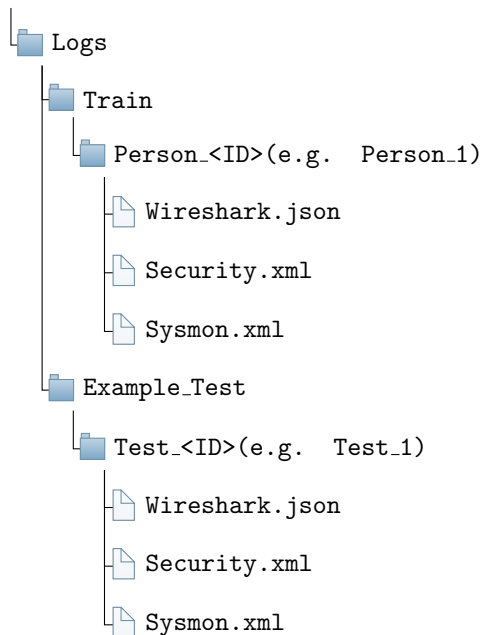 Logs
Train
Person_<ID>(e.g. Person_1)
Wireshark.json
Security.xml
Sysmon.xml
Example_Test
Test_<ID>(e.g. Test_1)
Wireshark.json
Security.xml
Sysmon.xml